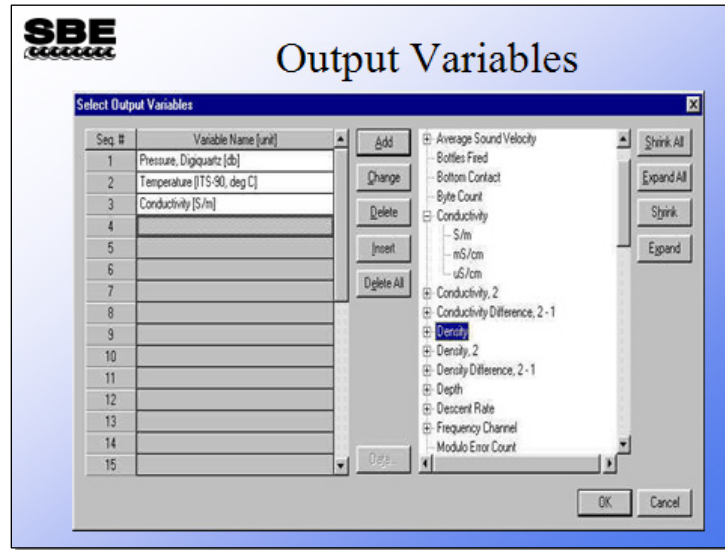 SBE
Output Variables
Select Output Variables
Seq. # Variable Name [unit]
1 Pressure, Digiquartz [db]
2 Temperature [ITS-90, deg C]
3 Conductivity [S/m]
4
5
6
7
8
9
10
11
12
13
14
15
Add
Change
Delete
Insert
Delete All
Data...
Average Sound Velocity
Bottles Fired
Bottom Contact
Byte Count
Conductivity
S/m
mS/cm
uS/cm
Conductivity, 2
Conductivity Difference, 2 - 1
Density
Density, 2
Density Difference, 2 - 1
Depth
Descent Rate
Frequency Channel
Modulo Error Count
Shrink All
Expand All
Shrink
Expand
OK
Cancel